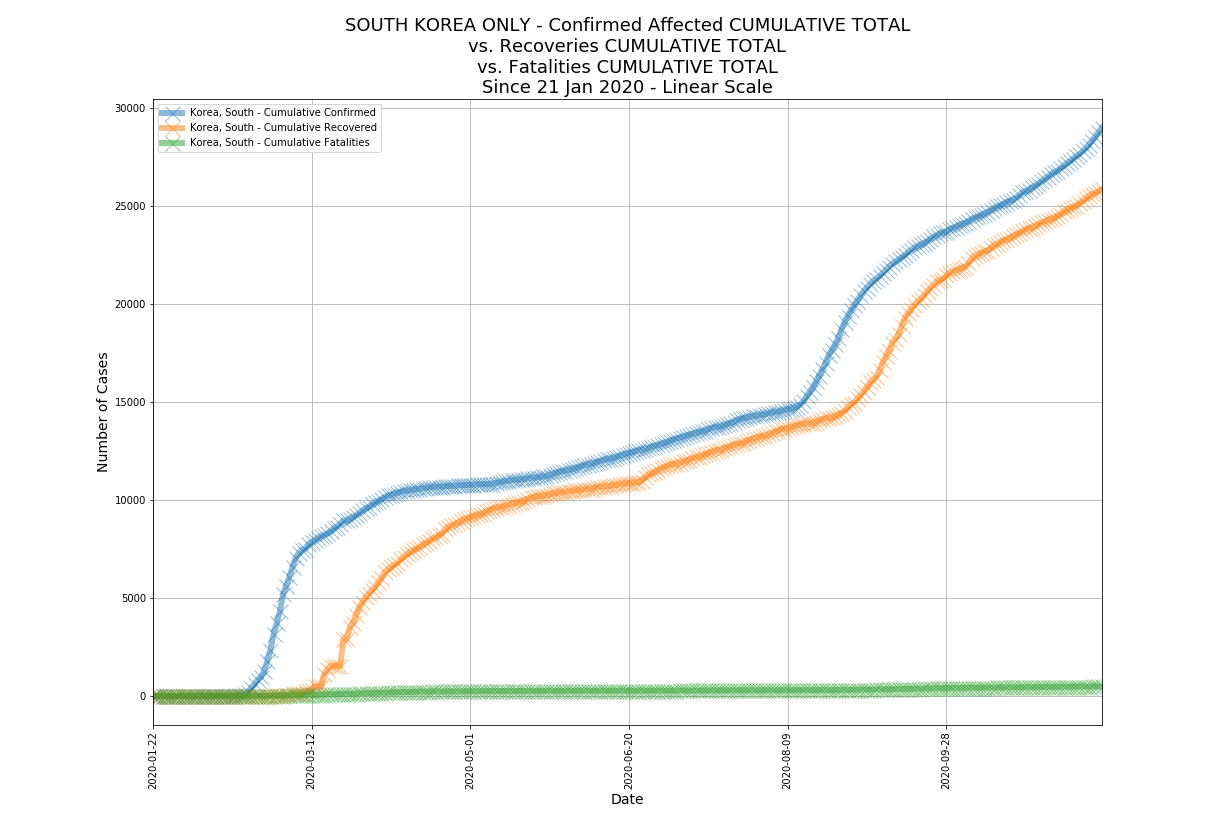 SOUTH KOREA ONLY - Confirmed Affected CUMULATIVE TOTAL
vs. Recoveries CUMULATIVE TOTAL
vs. Fatalities CUMULATIVE TOTAL
Since 21 Jan 2020 - Linear Scale
Korea, South - Cumulative Confirmed
Korea, South - Cumulative Recovered
Korea, South - Cumulative Fatalities
Number of Cases
30000
25000
20000
15000
10000
5000
0
2020-01-22
2020-03-12
2020-05-01
2020-06-20
2020-08-09
2020-09-28
Date